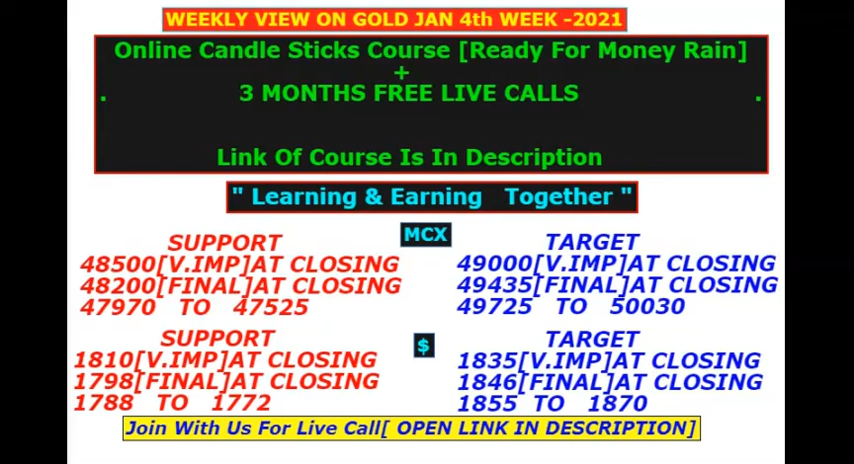 WEEKLY VIEW ON GOLD JAN 4th WEEK -2021
Online Candle Sticks Course [Ready For Money Rain]
+
. 3 MONTHS FREE LIVE CALLS .
Link Of Course Is In Description
" Learning & Earning Together "
MCX
SUPPORT
48500[V.IMP]AT CLOSING
48200[FINAL]AT CLOSING
47970 TO 47525
TARGET
49000[V.IMP]AT CLOSING
49435[FINAL]AT CLOSING
49725 TO 50030
$
SUPPORT
1810[V.IMP]AT CLOSING
1798[FINAL]AT CLOSING
1788 TO 1772
TARGET
1835[V.IMP]AT CLOSING
1846[FINAL]AT CLOSING
1855 TO 1870
Join With Us For Live Call[ OPEN LINK IN DESCRIPTION]